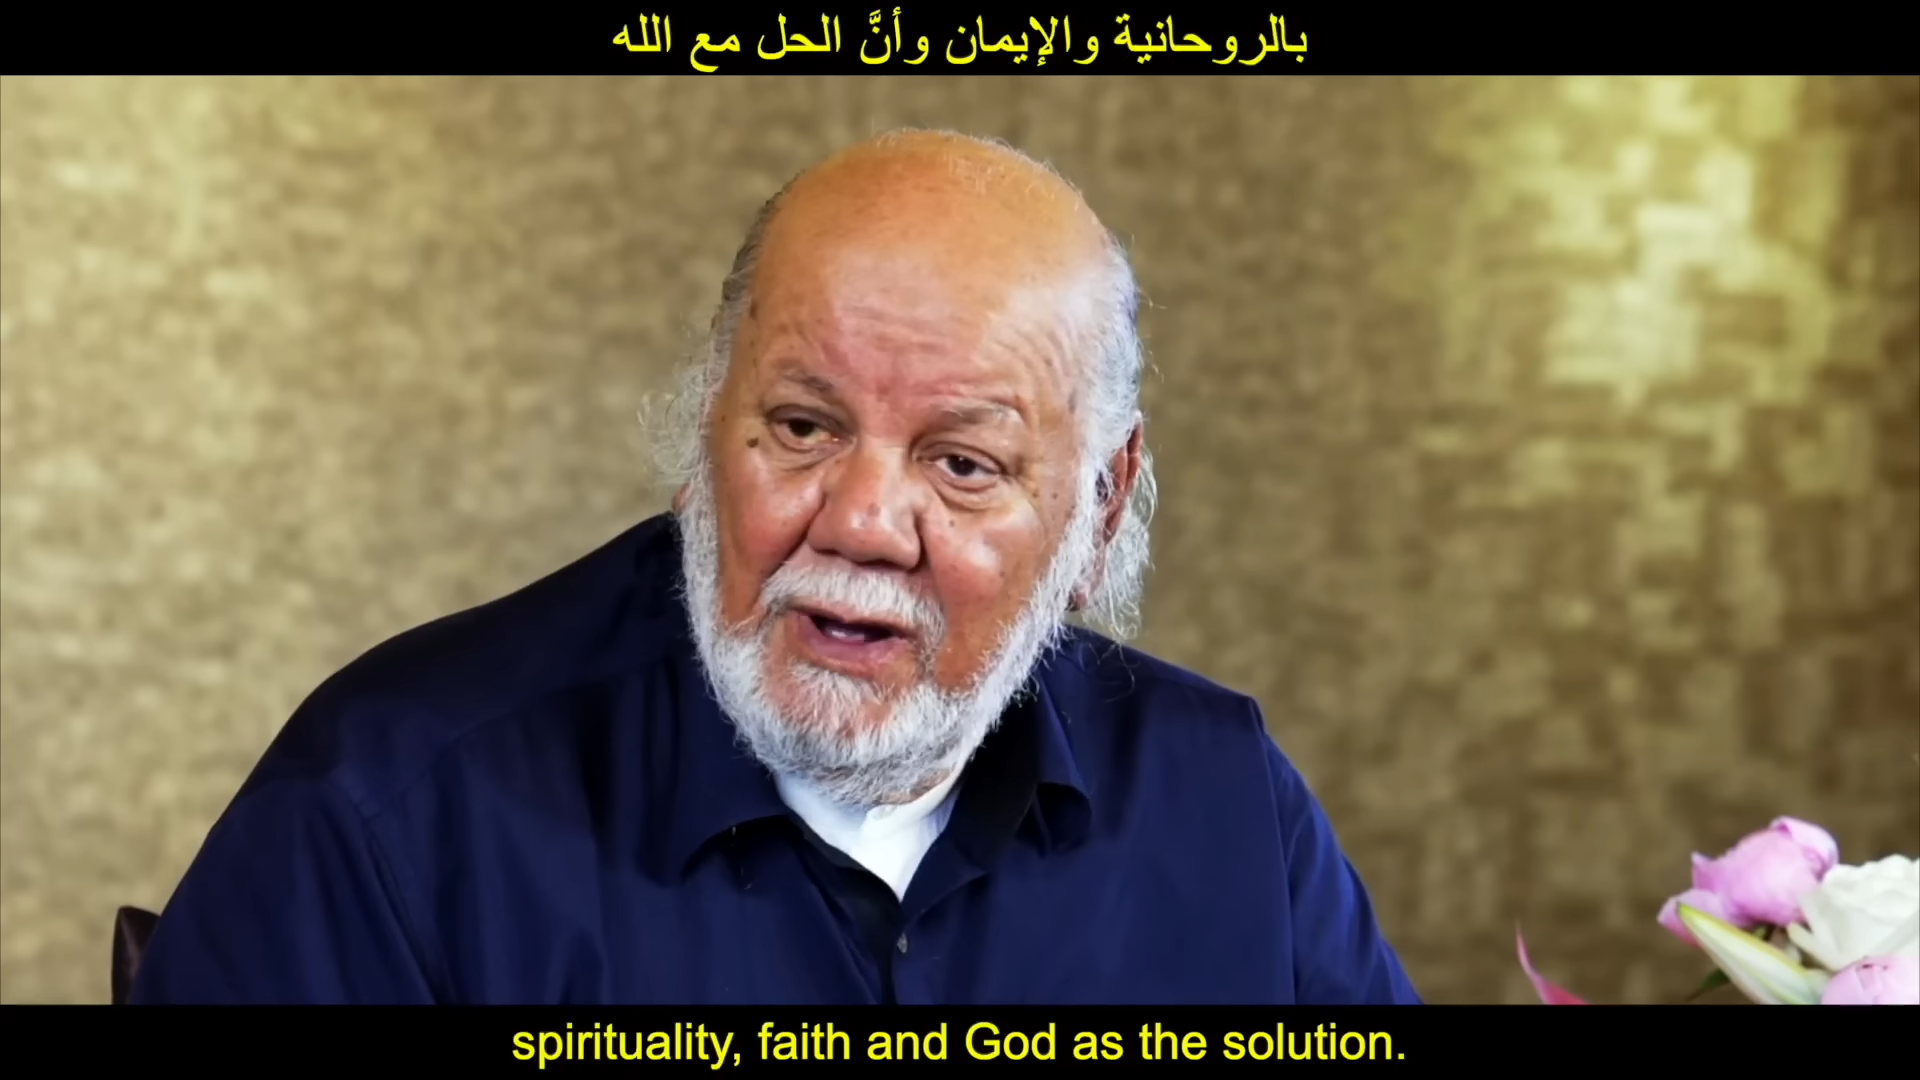 بالروحانية والإيمان وأنَّ الحل مع الله
spirituality, faith and God as the solution.